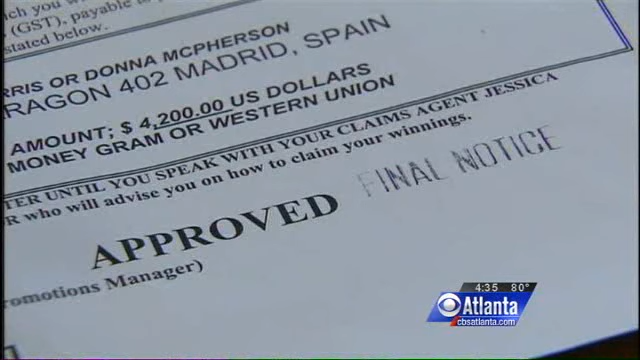 (GST), payable to
stated below.
RRIS OR DONNA MCPHERSON
RAGON 402 MADRID, SPAIN
AMOUNT; $ 4,200.00 US DOLLARS
MONEY GRAM OR WESTERN UNION
TER UNTIL YOU SPEAK WITH YOUR CLAIMS AGENT JESSICA
R who will advise you on how to claim your winnings.
APPROVED
FINAL NOTICE
romotions Manager)
4:35 80°
Atlanta
cbsatlanta.com